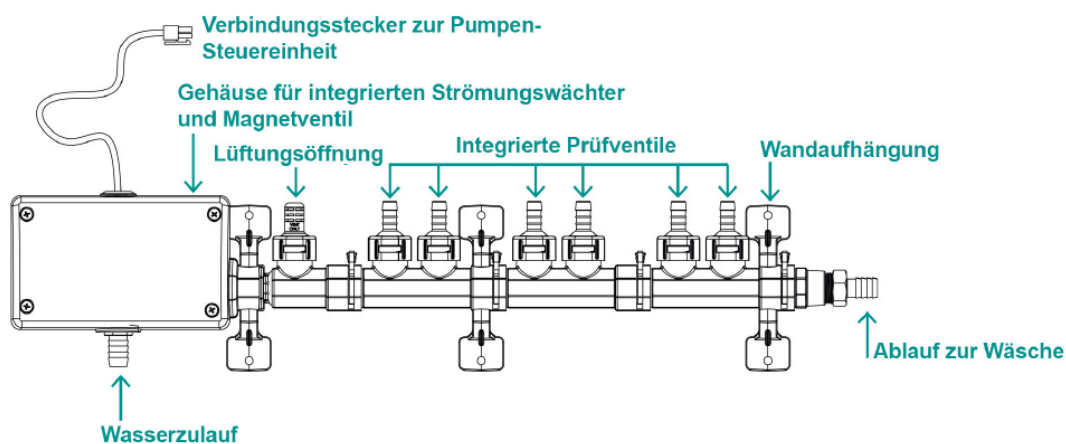 Verbindungsstecker zur Pumpen-
Steuereinheit
Gehäuse für integrierten Strömungswächter
und Magnetventil
Lüftungsöffnung
Integrierte Prüfventile
Wandaufhängung
Ablauf zur Wäsche
Wasserzulauf